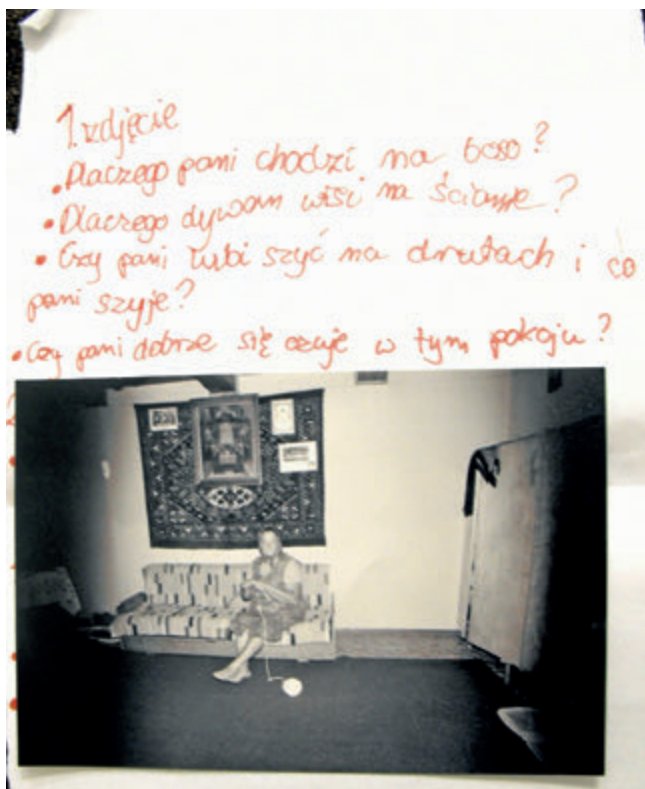 1. zdjęcie
• Dlaczego pani chodzi na boso?
• Dlaczego dywan wisi na ścianie?
• Czy pani lubi szyć na drutach i co
pani szyje?
• Czy pani dobrze się czuje w tym pokoju?